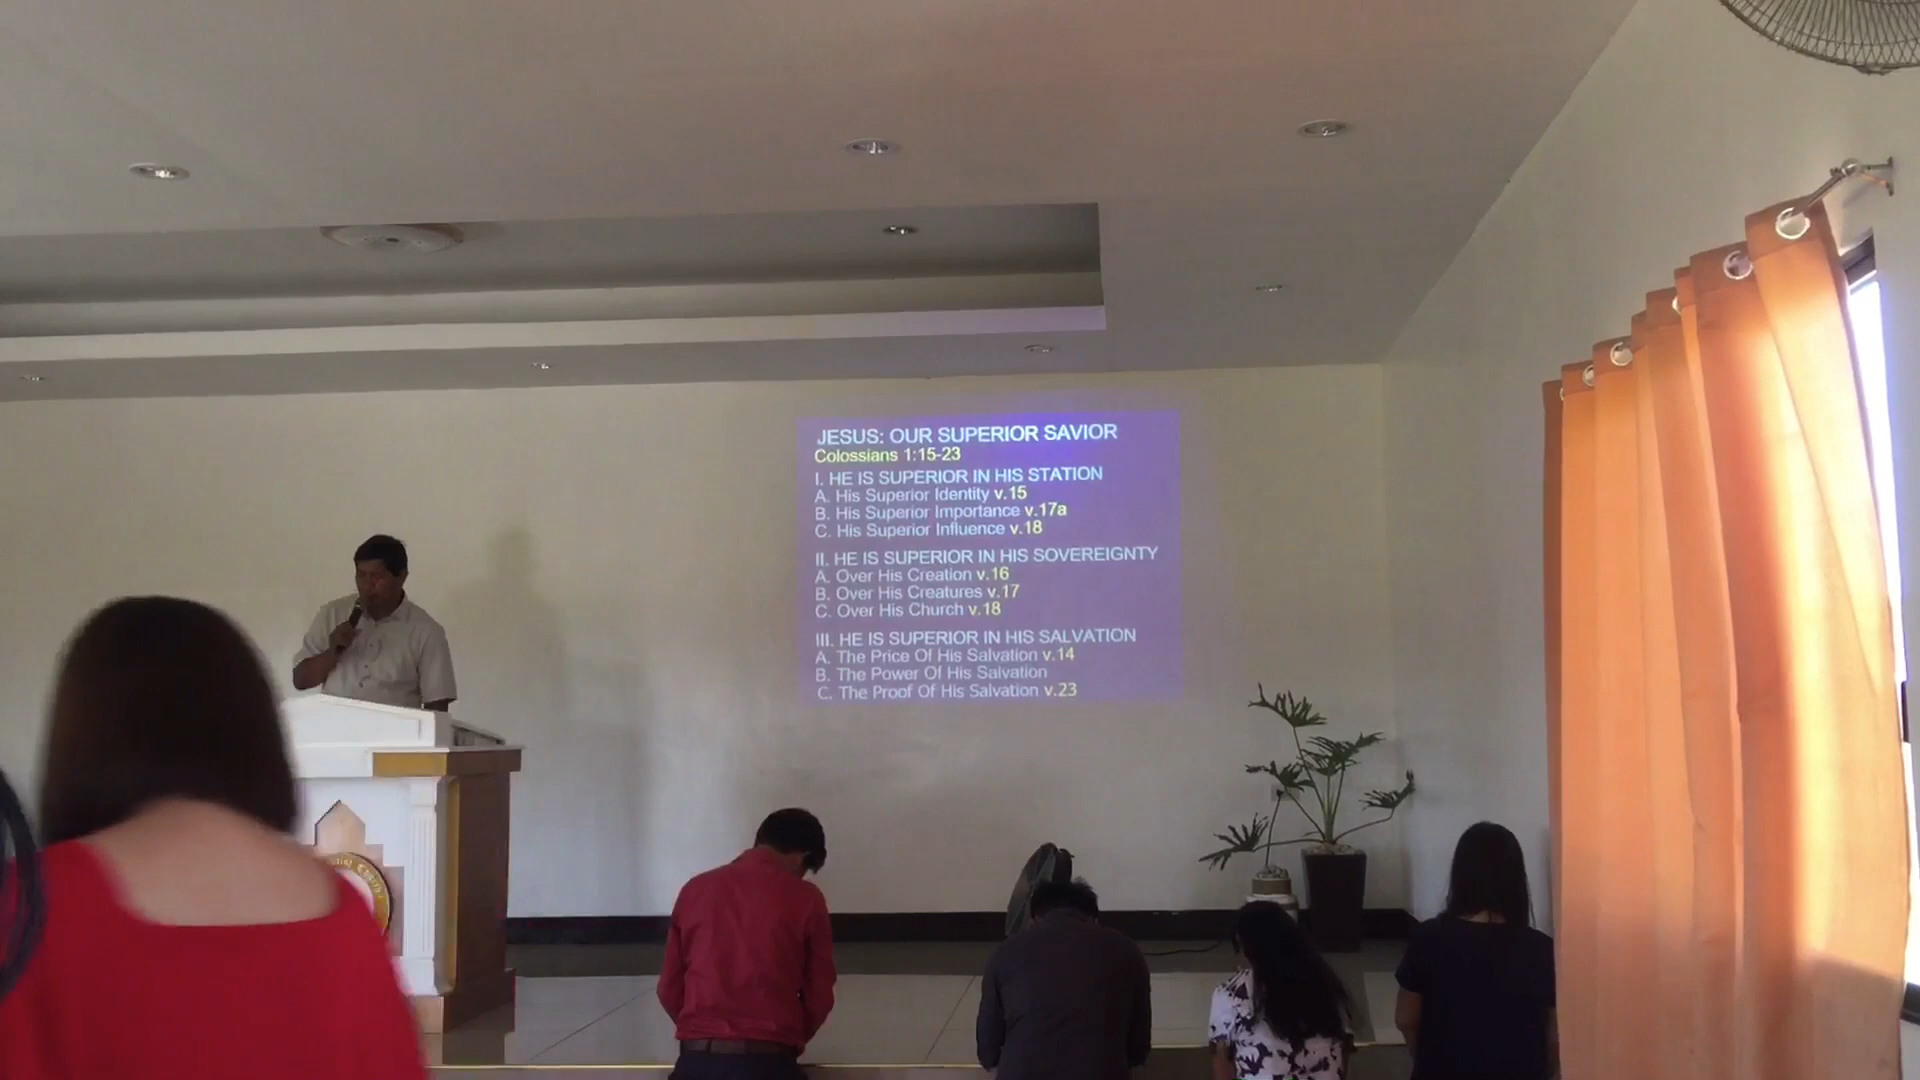 JESUS: OUR SUPERIOR SAVIOR
Colossians 1:15-23
I. HE IS SUPERIOR IN HIS STATION
A. His Superior Identity v.15
B. His Superior Importance v.17a
C. His Superior Influence v.18
II. HE IS SUPERIOR IN HIS SOVEREIGNTY
A. Over His Creation v.16
B. Over His Creatures v.17
C. Over His Church v.18
III. HE IS SUPERIOR IN HIS SALVATION
A. The Price Of His Salvation v.14
B. The Power Of His Salvation
C. The Proof Of His Salvation v.23